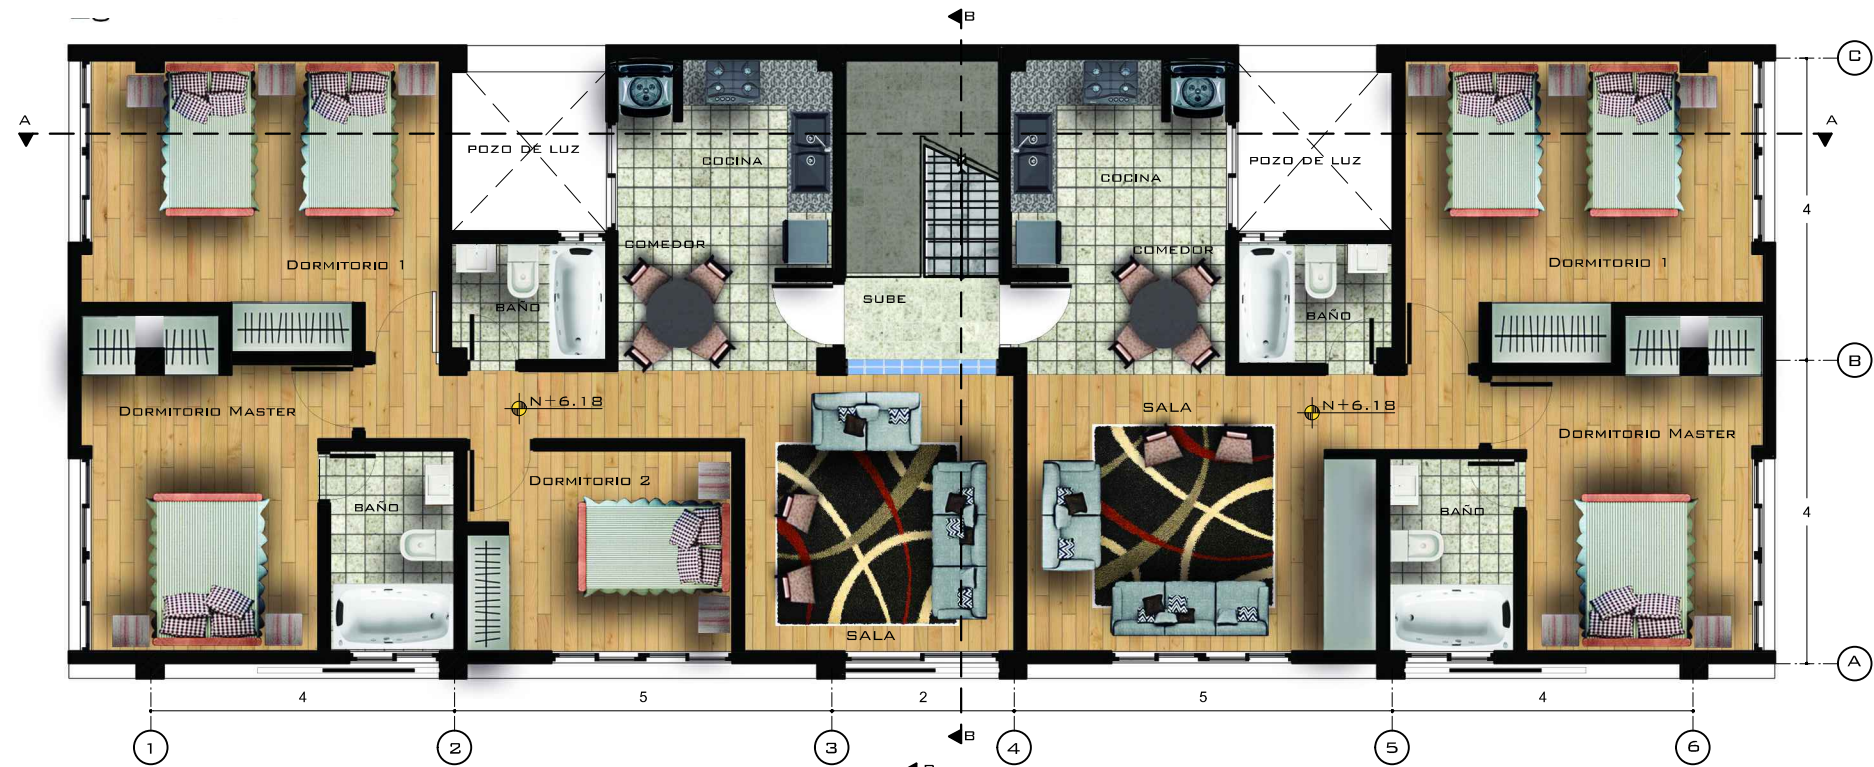 B
C
A
A
POZO DE LUZ
COCINA
COCINA
POZO DE LUZ
4
COMEDOR
COMEDOR
DORMITORIO 1
DORMITORIO 1
BAÑO
SUBE
BAÑO
B
DORMITORIO MASTER
N+6.18
SALA
N+6.18
DORMITORIO MASTER
DORMITORIO 2
BAÑO
BAÑO
4
SALA
A
4
5
2
5
4
B
1
2
3
4
5
6